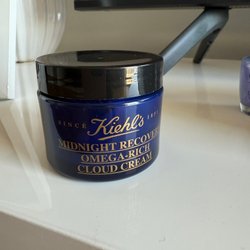 SINCE Kiehl's 1851
MIDNIGHT RECOVERY
OMEGA-RICH
CLOUD CREAM